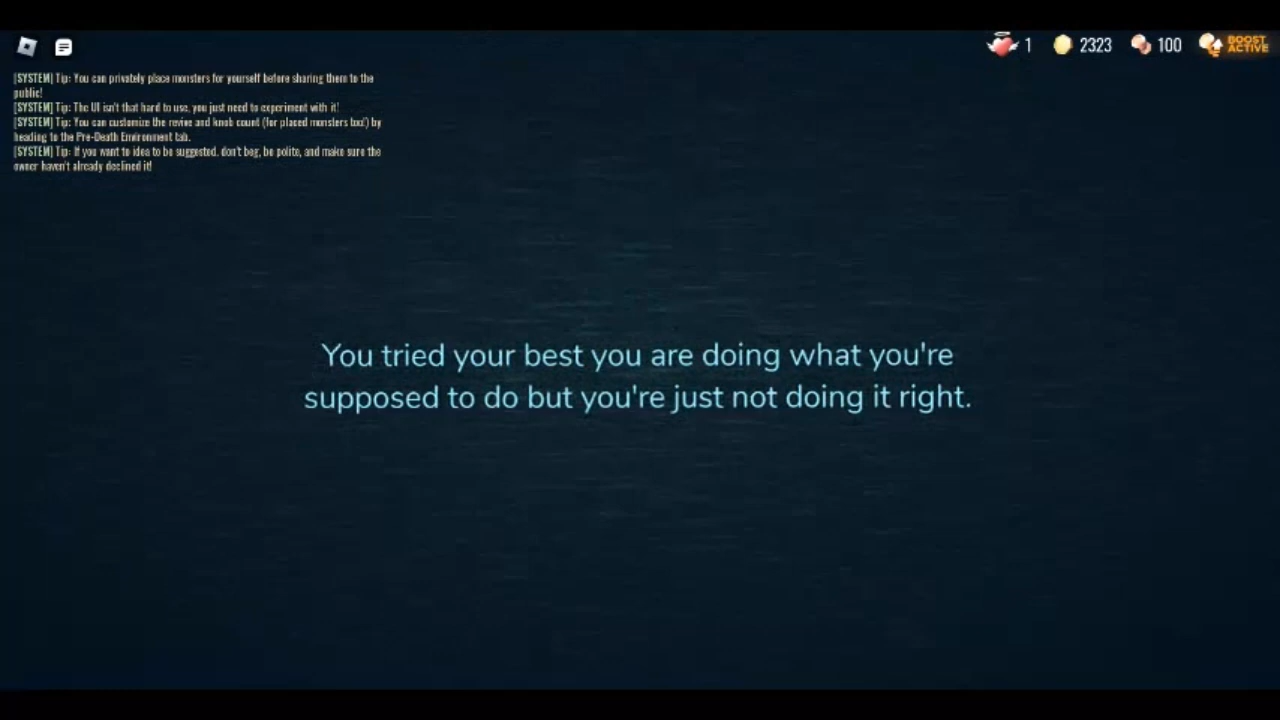 1 2323 100 BOOST
ACTIVE
[SYSTEM] Tip: You can privately place monsters for yourself before sharing them to the
public!
[SYSTEM] Tip: The UI isn't that hard to use, you just need to experiment with it!
[SYSTEM] Tip: You can customize the revive and knob count (for placed monsters too!) by
heading to the Pre-Death Environment tab.
[SYSTEM] Tip: If you want to idea to be suggested, don't beg, be polite, and make sure the
owner haven't already declined it!
You tried your best you are doing what you're
supposed to do but you're just not doing it right.